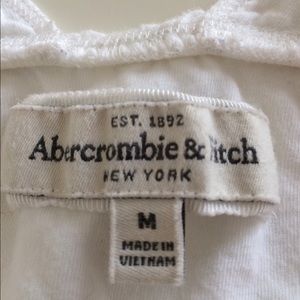 EST. 1892
Abercrombie & Fitch
NEW YORK
M
MADE IN
VIETNAM